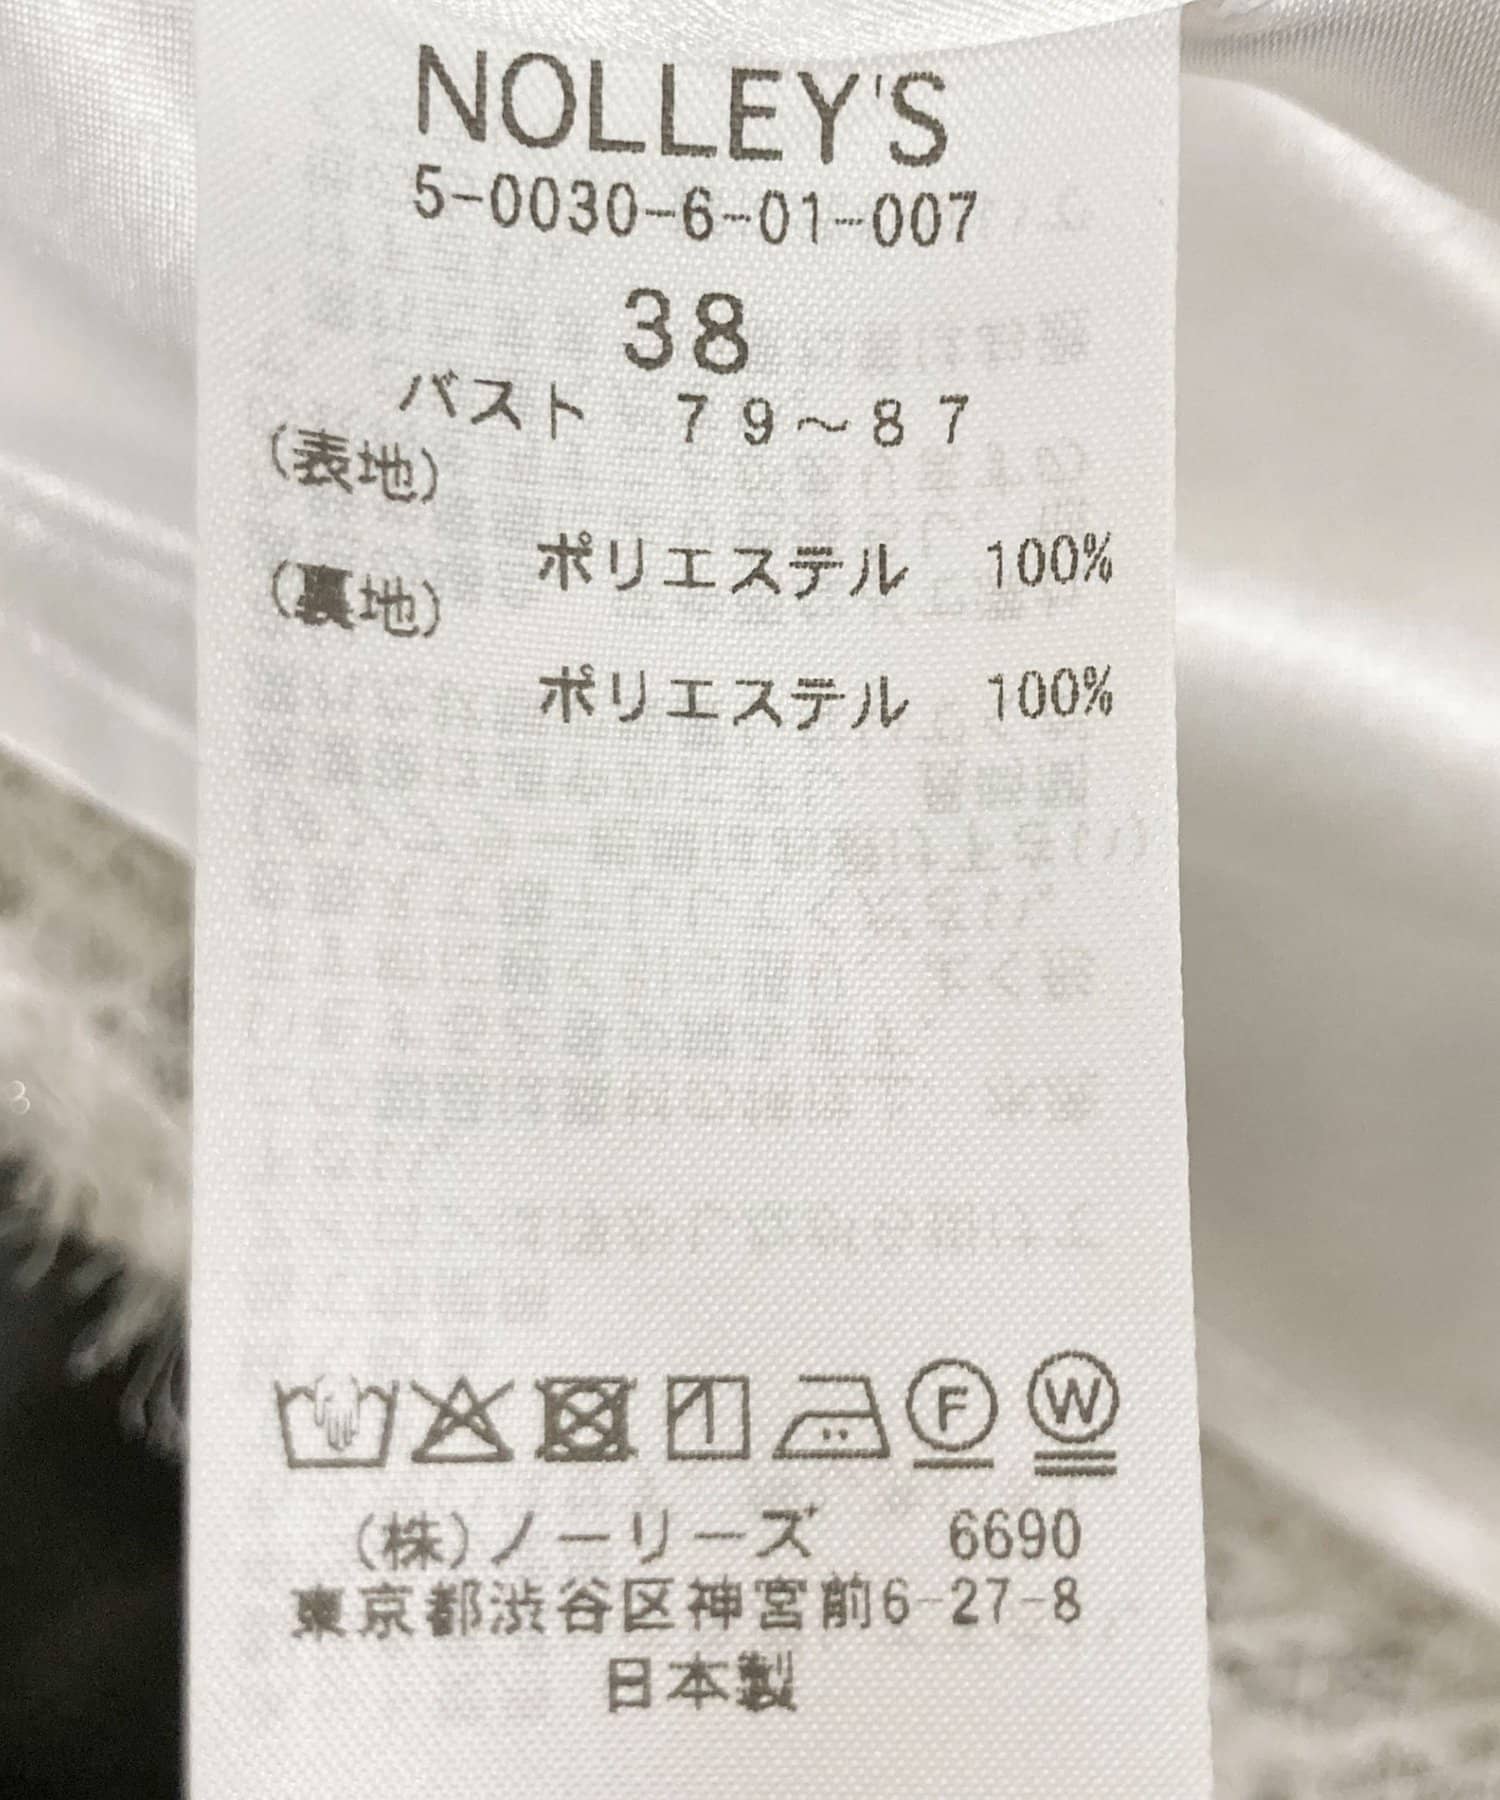 NOLLEY'S
5-0030-6-01-007
38
バスト 79～87
(表地)
ポリエステル 100%
(裏地)
ポリエステル 100%
F W
(株)ノーリーズ 6690
東京都渋谷区神宮前6-27-8
日本製